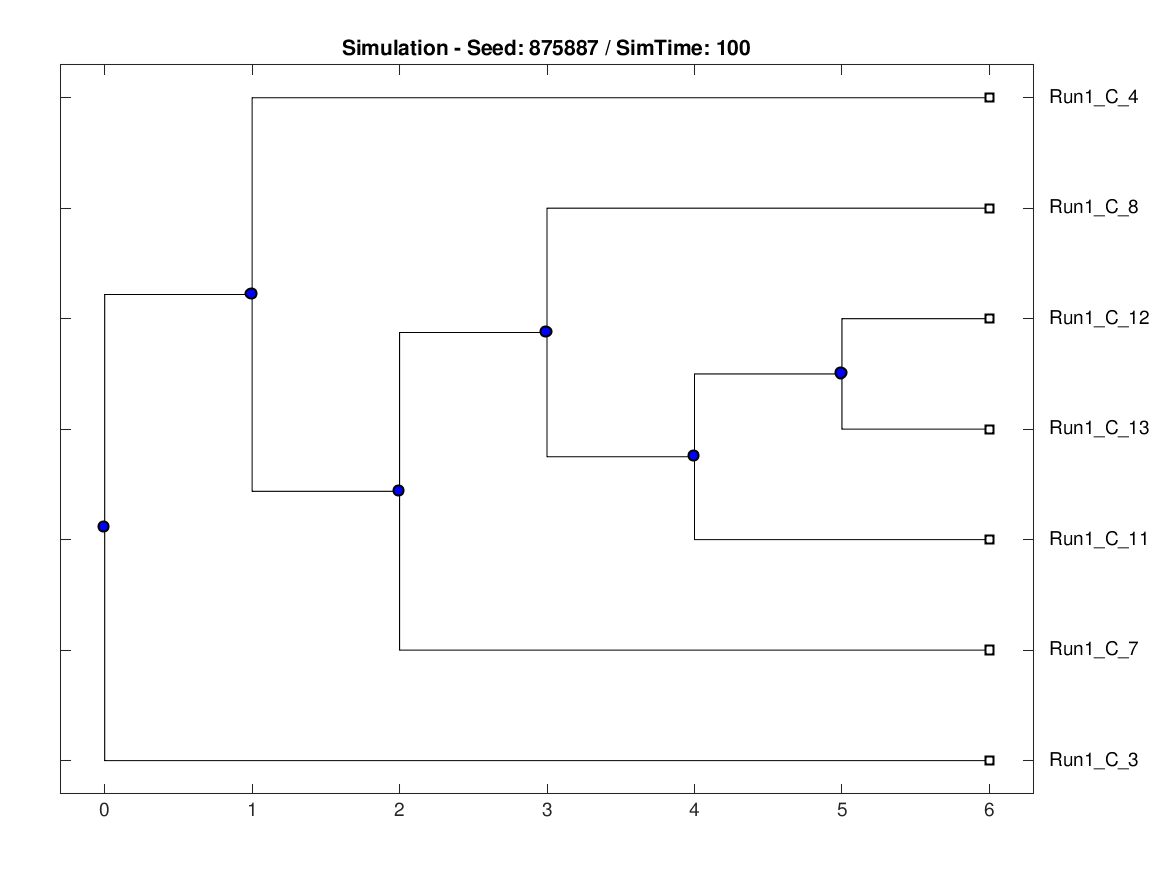 Simulation - Seed: 875887 / SimTime: 100
Run1_C_4
Run1_C_8
Run1_C_12
Run1_C_13
Run1_C_11
Run1_C_7
Run1_C_3
0 1 2 3 4 5 6